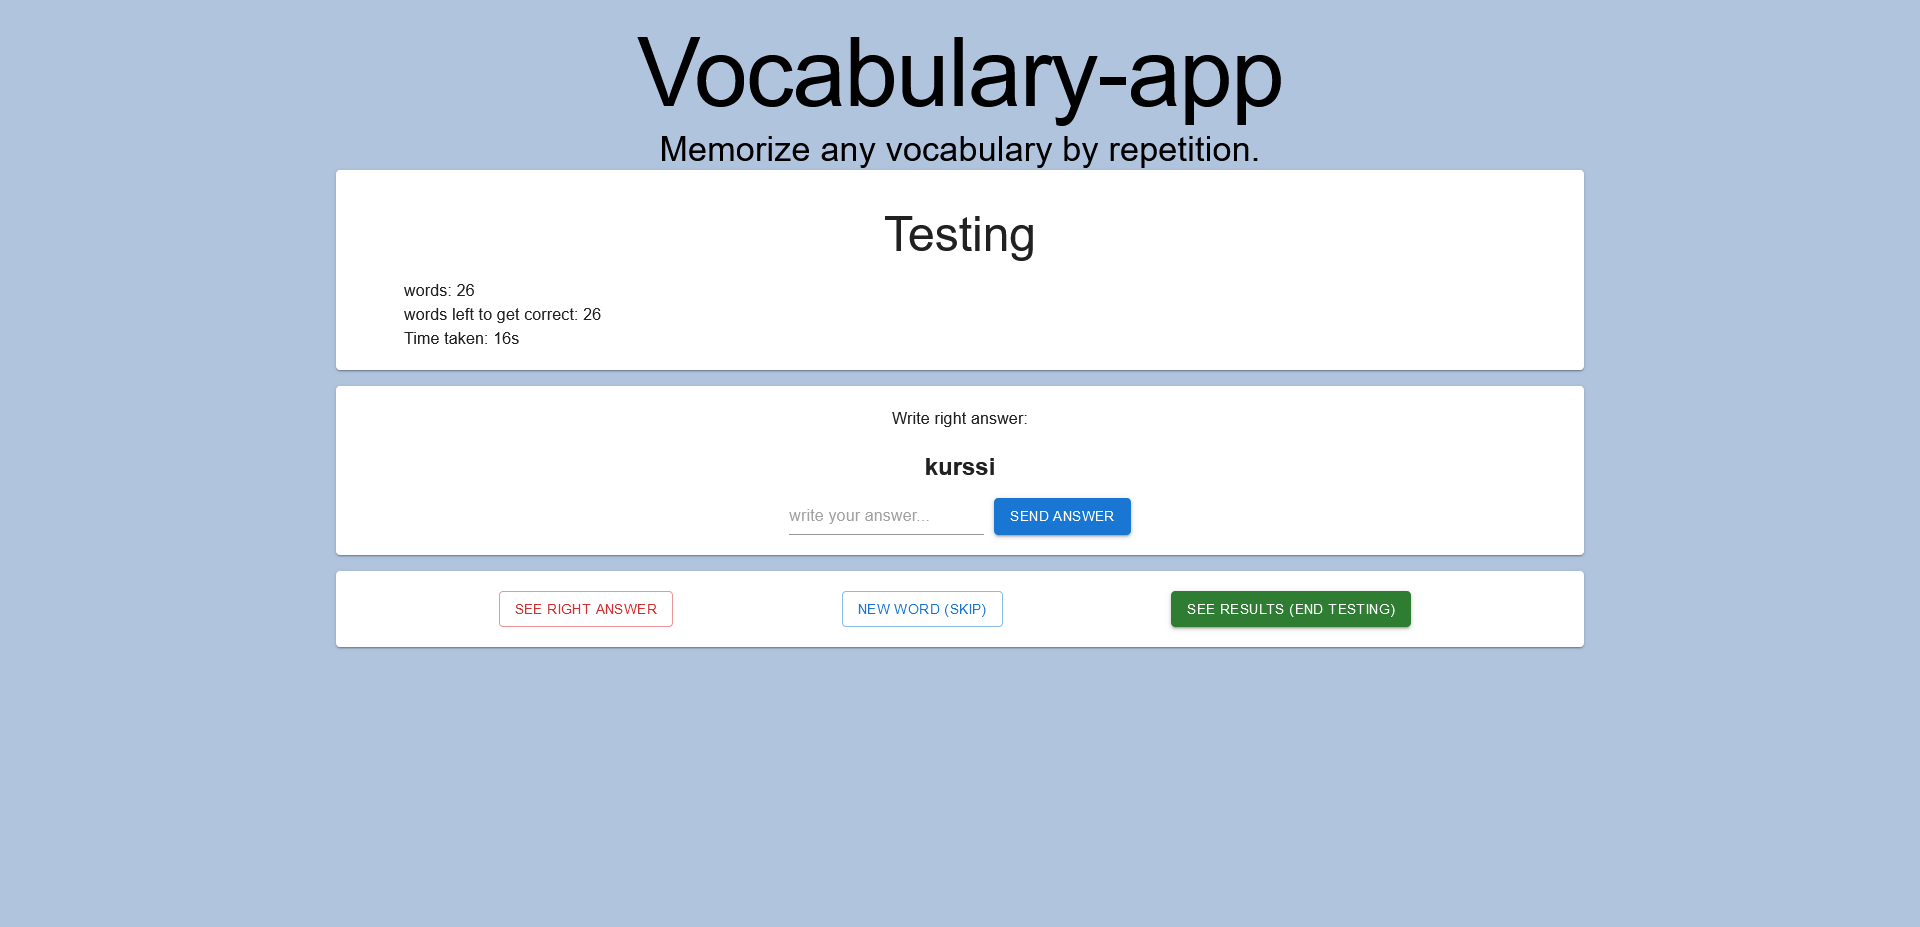 Vocabulary-app
Memorize any vocabulary by repetition.
Testing
words: 26
words left to get correct: 26
Time taken: 16s
Write right answer:
kurssi
write your answer...
SEND ANSWER
SEE RIGHT ANSWER
NEW WORD (SKIP)
SEE RESULTS (END TESTING)